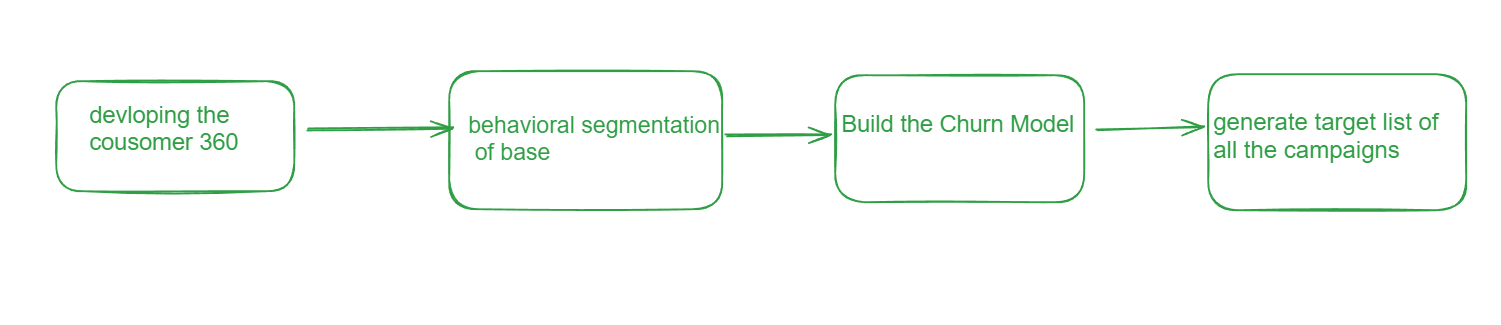 devloping the
cousomer 360
behavioral segmentation
of base
Build the Churn Model
generate target list of
all the campaigns